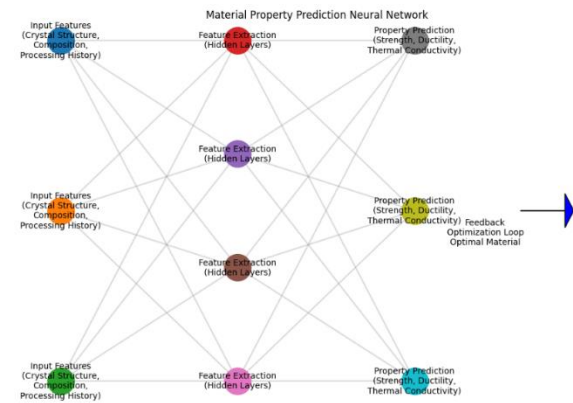 Material Property Prediction Neural Network
Input Features
(Crystal Structure,
Composition,
Processing History)
Feature Extraction
(Hidden Layers)
Property Prediction
(Strength, Ductility,
Thermal Conductivity)
Feature Extraction
(Hidden Layers)
Input Features
(Crystal Structure,
Composition,
Processing History)
Property Prediction
(Strength, Ductility,
Thermal Conductivity)
Feedback
Optimization Loop
Optimal Material
Feature Extraction
(Hidden Layers)
Input Features
(Crystal Structure,
Composition,
Processing History)
Feature Extraction
(Hidden Layers)
Property Prediction
(Strength, Ductility,
Thermal Conductivity)